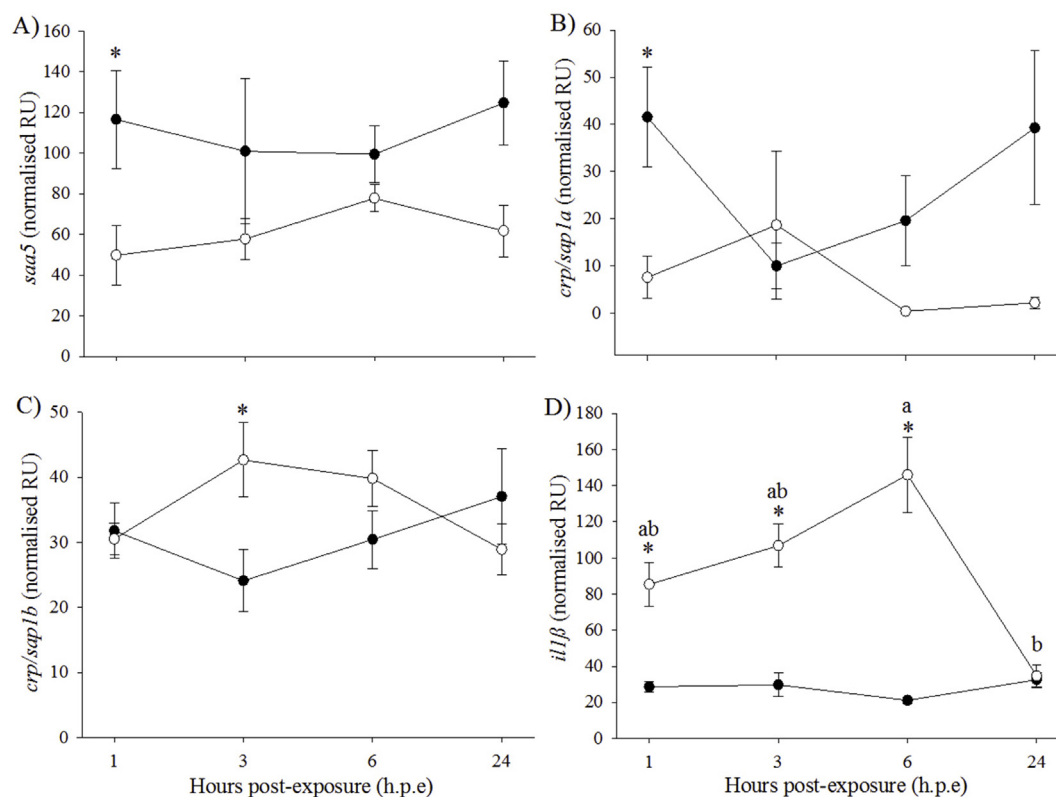 A)
*
160
140
120
100
80
60
40
20
0
saa5 (normalised RU)
B)
*
60
50
40
30
20
10
0
crp/sap1a (normalised RU)
C)
*
50
40
30
20
30
0
crp/sap1b (normalised RU)
1 3 6 24
Hours post-exposure (h.p.e)
D)
180
160
140
120
100
80
60
40
20
0
il1β (normalised RU)
ab
*
ab
*
a
*
b
1 3 6 24
Hours post-exposure (h.p.e)